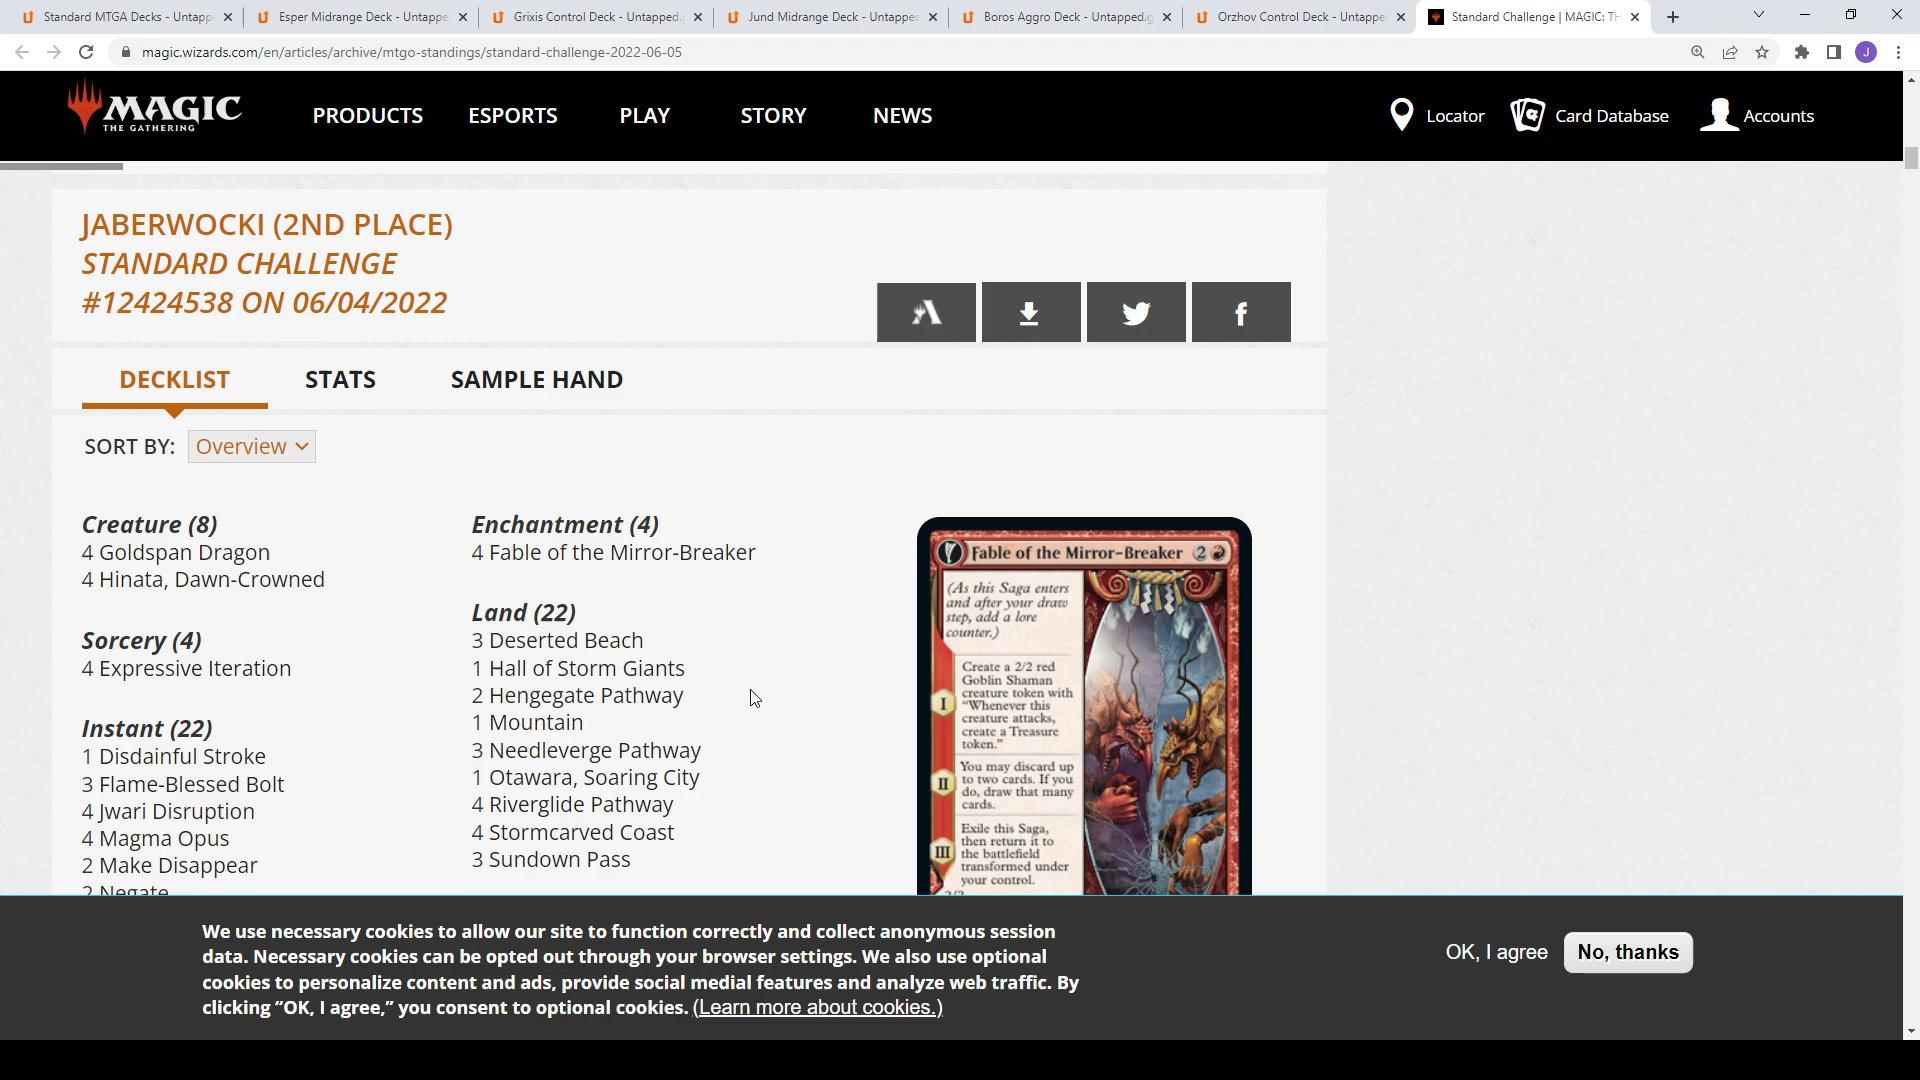 Standard MTGA Decks - Untapp
Esper Midrange Deck - Untappe
Grixis Control Deck - Untapped.g
Jund Midrange Deck - Untapped
Boros Aggro Deck - Untapped.g
Orzhov Control Deck - Untappe
Standard Challenge | MAGIC: TH
magic.wizards.com/en/articles/archive/mtgo-standings/standard-challenge-2022-06-05
J
MAGIC
THE GATHERING
PRODUCTS ESPORTS PLAY STORY NEWS
Locator Card Database Accounts
JABERWOCKI (2ND PLACE)
STANDARD CHALLENGE
#12424538 ON 06/04/2022
DECKLIST STATS SAMPLE HAND
SORT BY: Overview
Creature (8)
4 Goldspan Dragon
4 Hinata, Dawn-Crowned
Sorcery (4)
4 Expressive Iteration
Instant (22)
1 Disdainful Stroke
3 Flame-Blessed Bolt
4 Jwari Disruption
4 Magma Opus
2 Make Disappear
2 Negate
Enchantment (4)
4 Fable of the Mirror-Breaker
Land (22)
3 Deserted Beach
1 Hall of Storm Giants
2 Hengegate Pathway
1 Mountain
3 Needleverge Pathway
1 Otawara, Soaring City
4 Riverglide Pathway
4 Stormcarved Coast
3 Sundown Pass
Fable of the Mirror-Breaker 2
(As this Saga enters
and after your draw
step, add a lore
counter.)
I
Create a 2/2 red
Goblin Shaman
creature token with
“Whenever this
creature attacks,
create a Treasure
token.”
II
You may discard up
to two cards. If you
do, draw that many
cards.
III
Exile this Saga,
then return it to
the battlefield
transformed under
your control.
We use necessary cookies to allow our site to function correctly and collect anonymous session
data. Necessary cookies can be opted out through your browser settings. We also use optional
cookies to personalize content and ads, provide social medial features and analyze web traffic. By
clicking “OK, I agree,” you consent to optional cookies. (Learn more about cookies.)
OK, I agree No, thanks